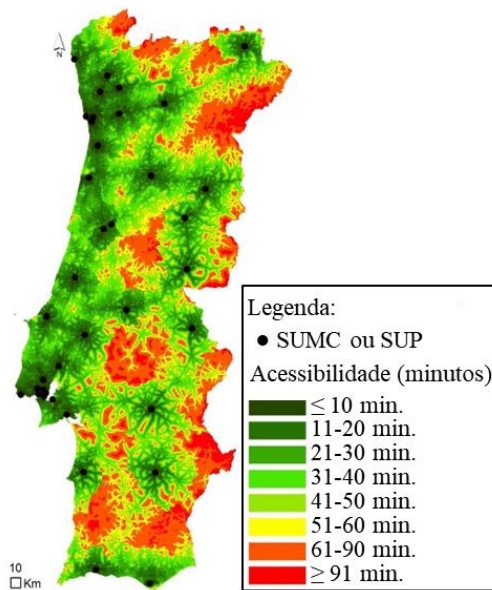 N
Legenda:
SUMC ou SUP
Acessibilidade (minutos)
≤ 10 min.
11-20 min.
21-30 min.
31-40 min.
41-50 min.
51-60 min.
61-90 min.
≥ 91 min.
10
Km